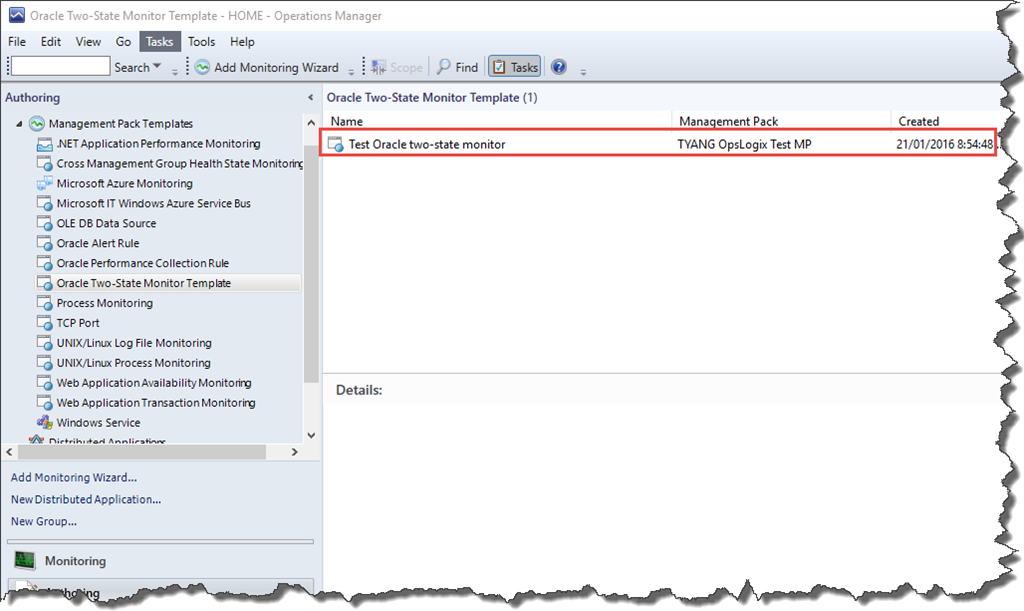 Oracle Two-State Monitor Template - HOME - Operations Manager
File Edit View Go Tasks Tools Help
Search Add Monitoring Wizard Scope Find Tasks
Authoring
Management Pack Templates
.NET Application Performance Monitoring
Cross Management Group Health State Monitoring
Microsoft Azure Monitoring
Microsoft IT Windows Azure Service Bus
OLE DB Data Source
Oracle Alert Rule
Oracle Performance Collection Rule
Oracle Two-State Monitor Template
Process Monitoring
TCP Port
UNIX/Linux Log File Monitoring
UNIX/Linux Process Monitoring
Web Application Availability Monitoring
Web Application Transaction Monitoring
Windows Service
Distributed Applications
Add Monitoring Wizard...
New Distributed Application...
New Group...
Monitoring
Authoring
Oracle Two-State Monitor Template (1)
Name Management Pack Created
Test Oracle two-state monitor TYANG OpsLogix Test MP 21/01/2016 8:54:48...
Details: